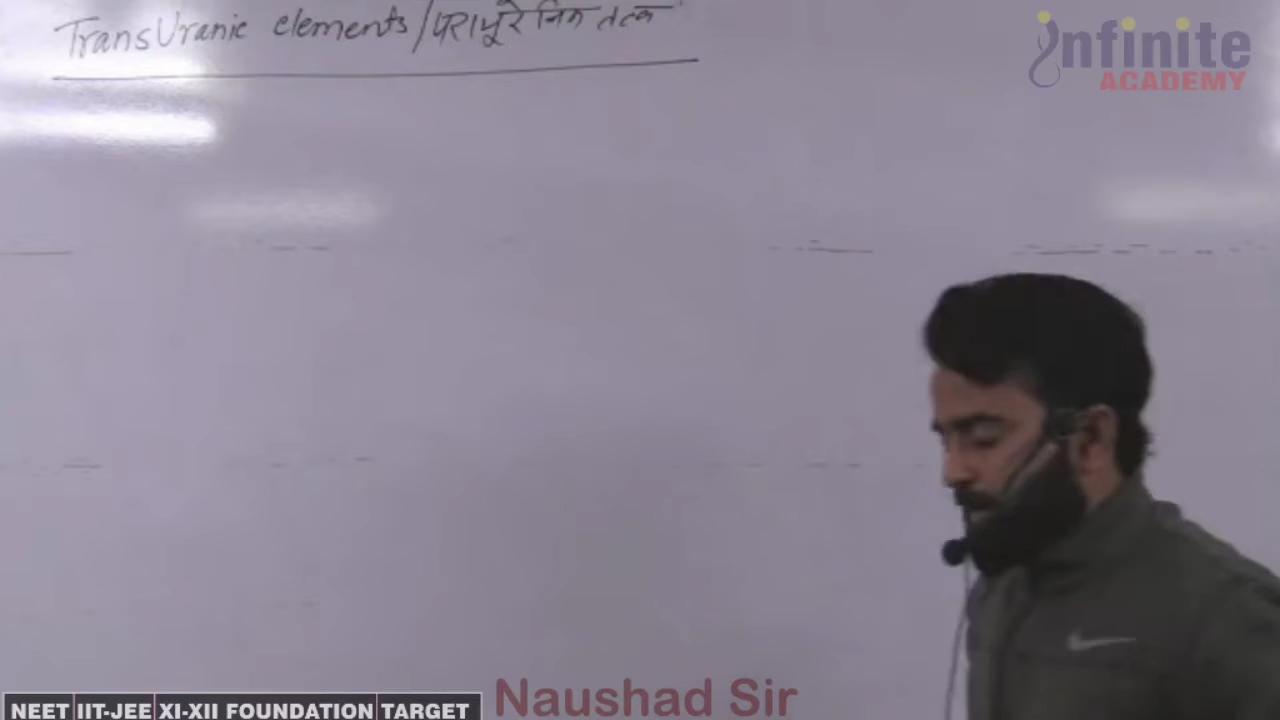 TransUranic elements/परायूरेनिक तत्व
infinite
ACADEMY
NEET IIT-JEE XI-XII FOUNDATION TARGET
Naushad Sir